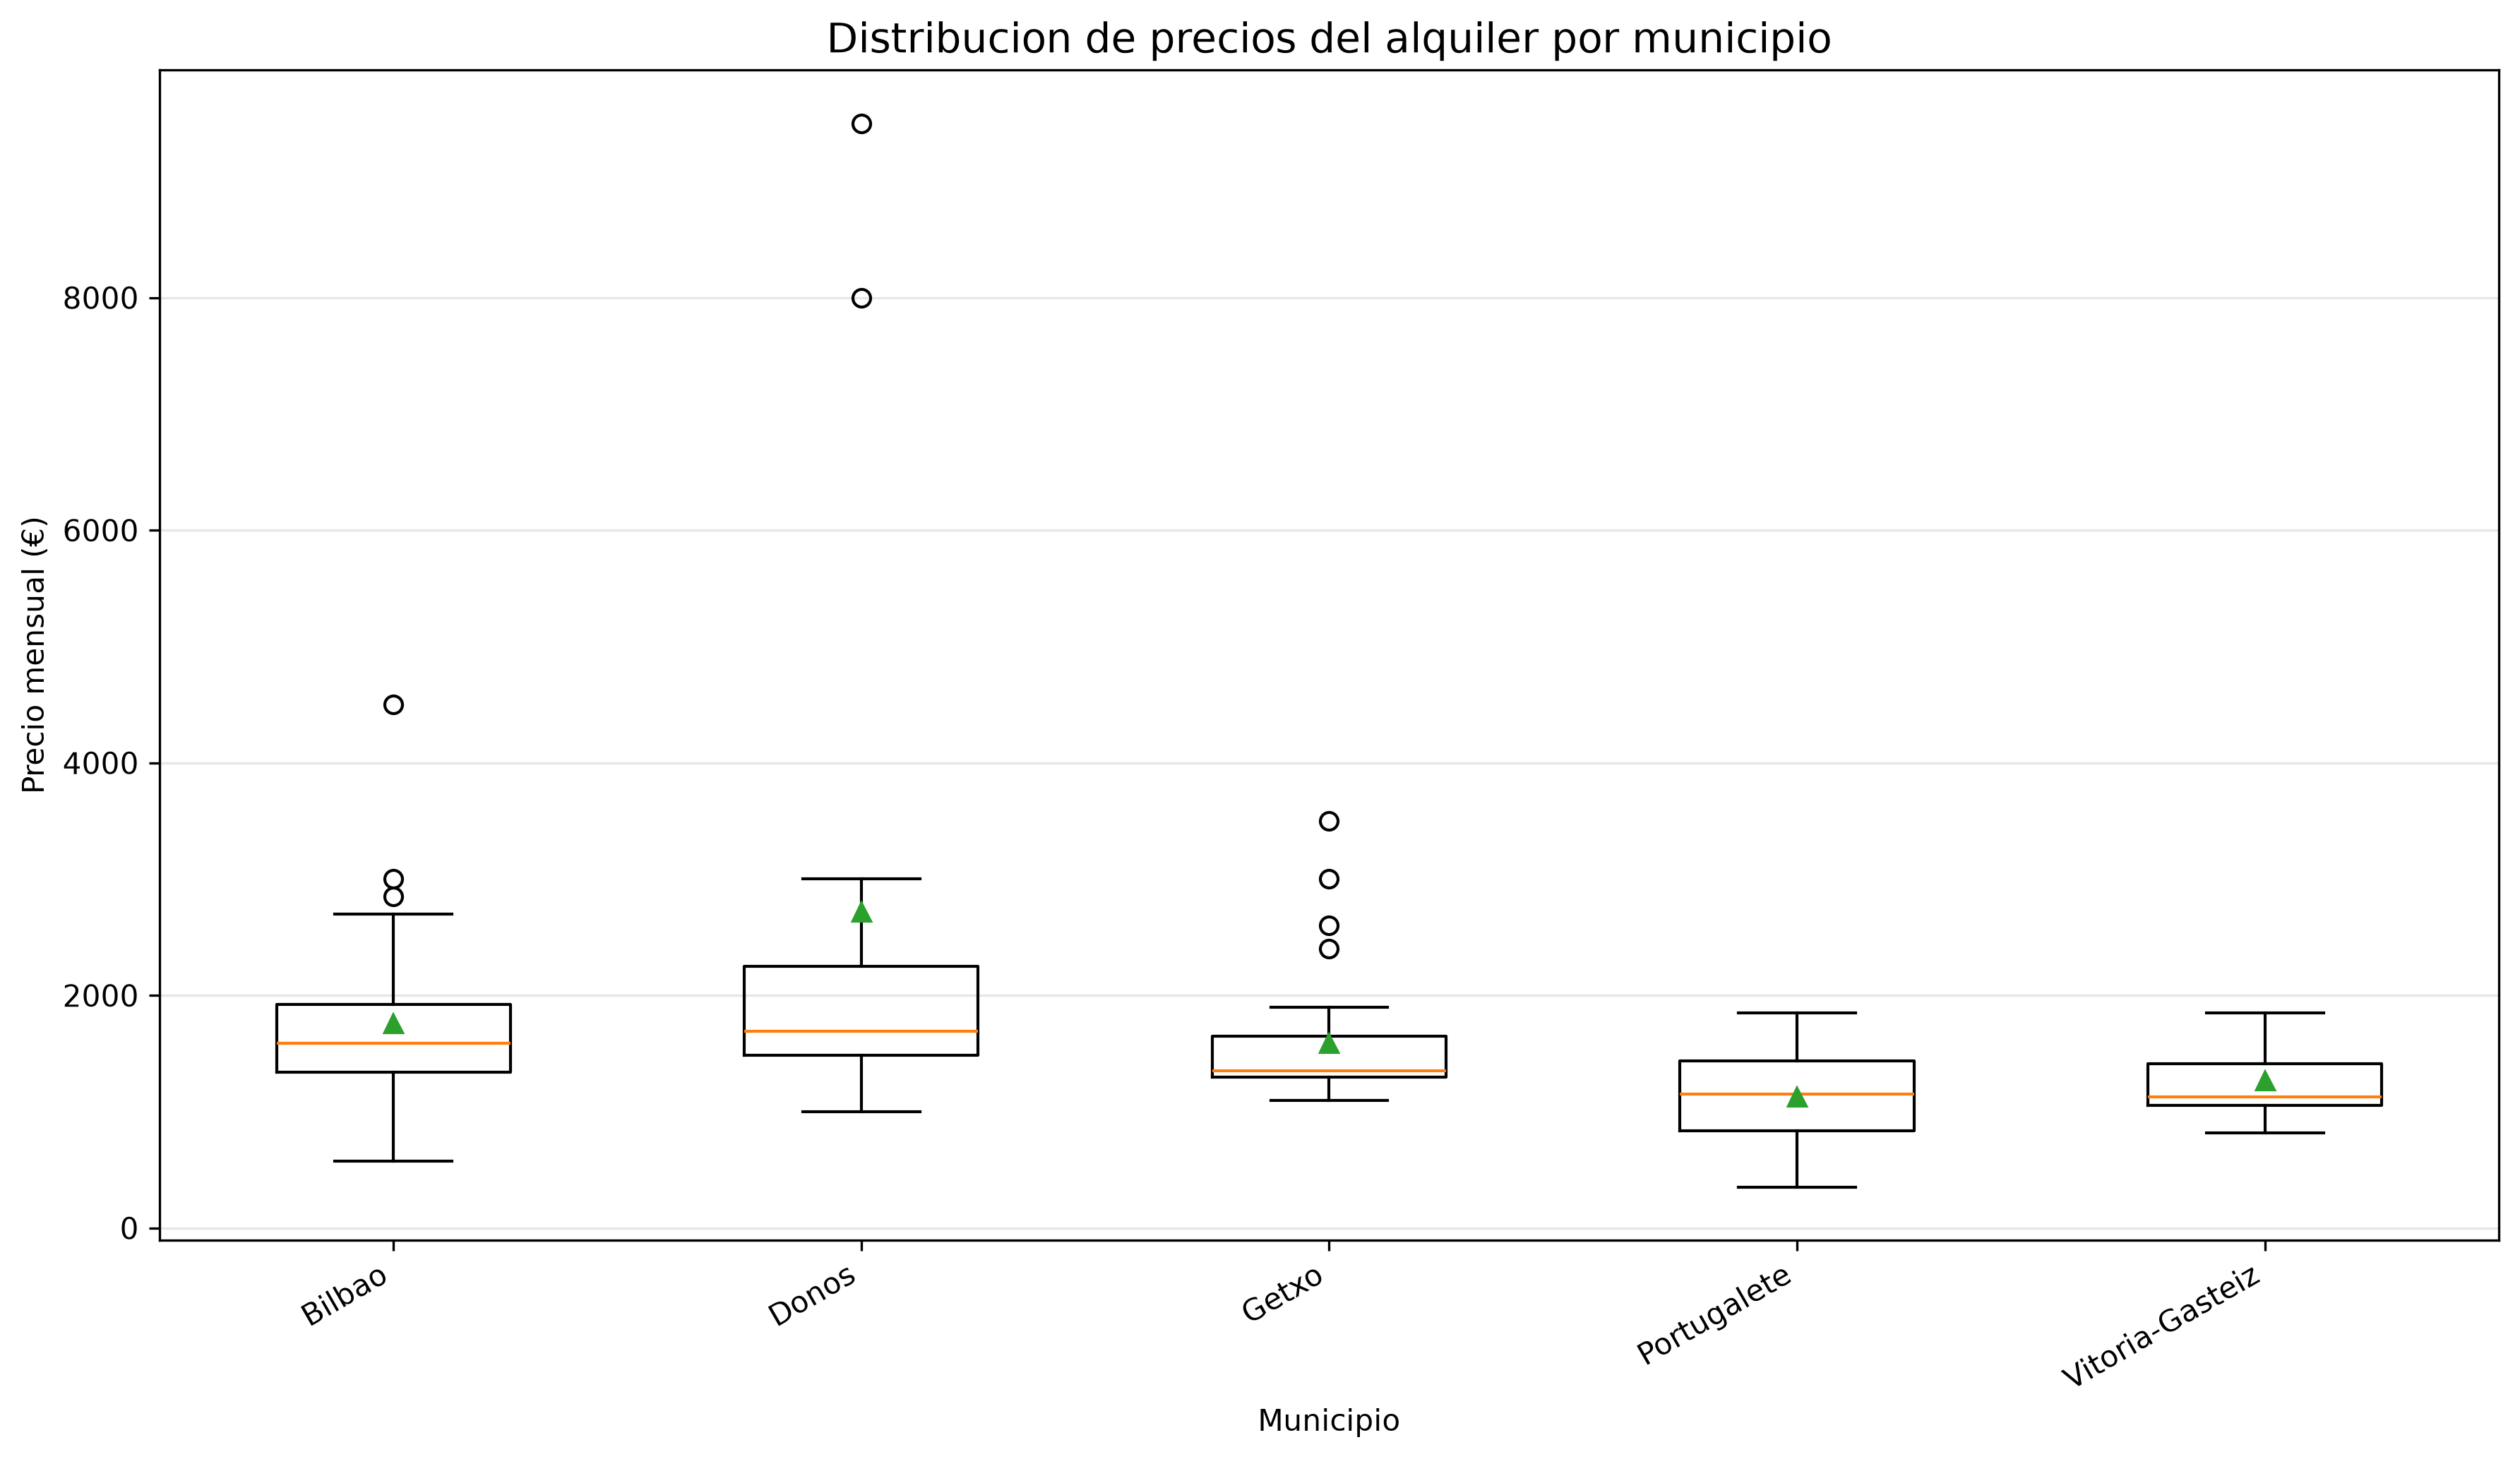 Distribucion de precios del alquiler por municipio
Precio mensual (€)
8000
6000
4000
2000
0
Bilbao
Donos
Getxo
Portugalete
Vitoria-Gasteiz
Municipio